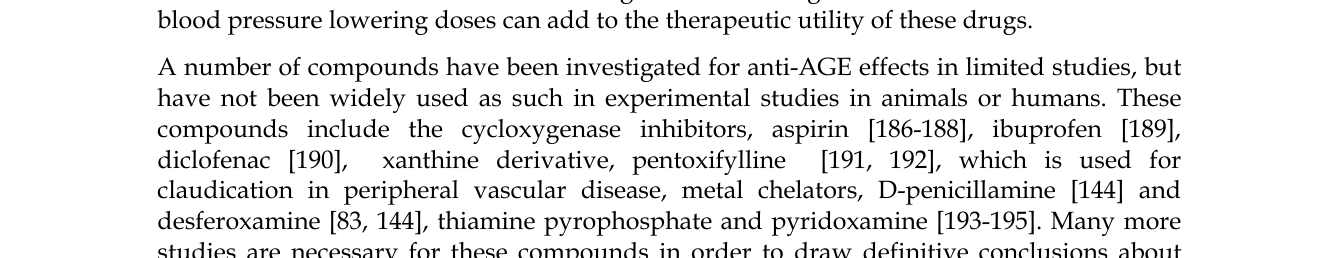 blood pressure lowering doses can add to the therapeutic utility of these drugs.
A number of compounds have been investigated for anti-AGE effects in limited studies, but
have not been widely used as such in experimental studies in animals or humans. These
compounds include the cycloxygenase inhibitors, aspirin [186-188], ibuprofen [189],
diclofenac [190], xanthine derivative, pentoxifylline [191, 192], which is used for
claudication in peripheral vascular disease, metal chelators, D-penicillamine [144] and
desferoxamine [83, 144], thiamine pyrophosphate and pyridoxamine [193-195]. Many more
studies are necessary for these compounds in order to draw definitive conclusions about